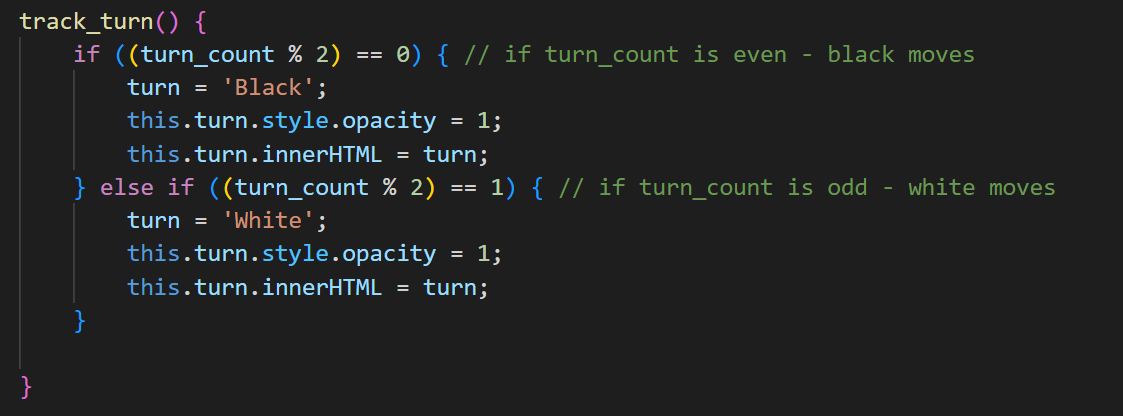 track_turn() {
    if ((turn_count % 2) == 0) { // if turn_count is even - black moves
        turn = 'Black';
        this.turn.style.opacity = 1;
        this.turn.innerHTML = turn;
    } else if ((turn_count % 2) == 1) { // if turn_count is odd - white moves
        turn = 'White';
        this.turn.style.opacity = 1;
        this.turn.innerHTML = turn;
    }
}